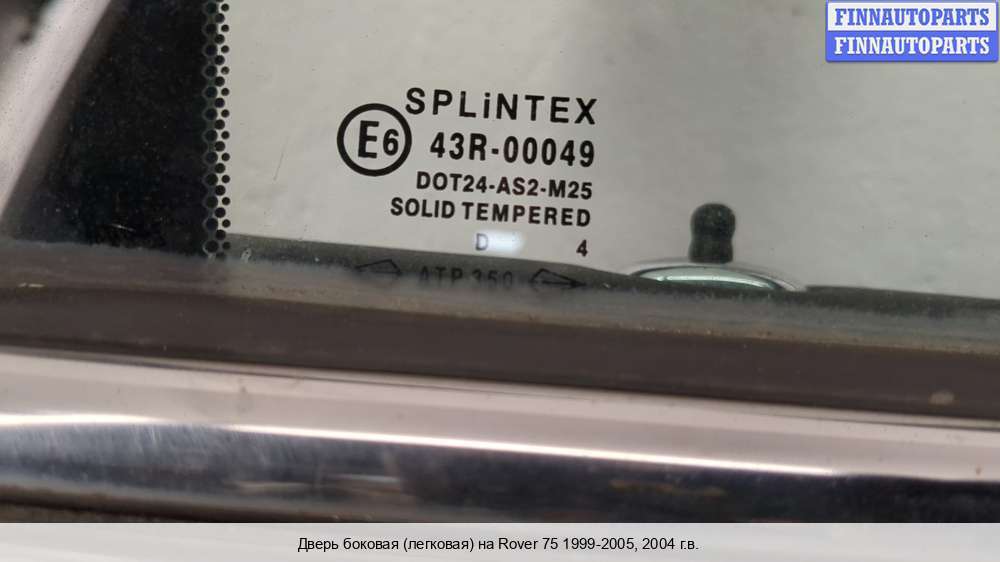 FINNAUTOPARTS
FINNAUTOPARTS
SPLiNTEX
E6 43R-00049
DOT24-AS2-M25
SOLID TEMPERED
D 4
ATP 350
Дверь боковая (легковая) на Rover 75 1999-2005, 2004 г.в.